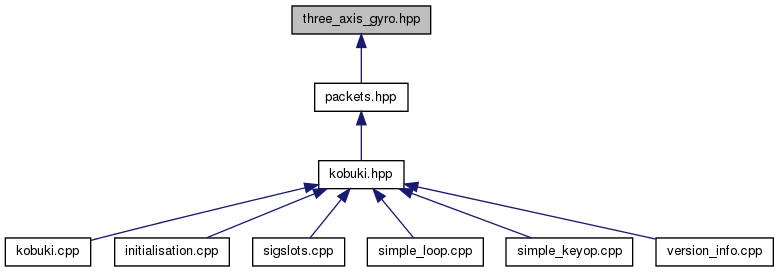 three_axis_gyro.hpp
packets.hpp
kobuki.hpp
kobuki.cpp
initialisation.cpp
sigslots.cpp
simple_loop.cpp
simple_keyop.cpp
version_info.cpp